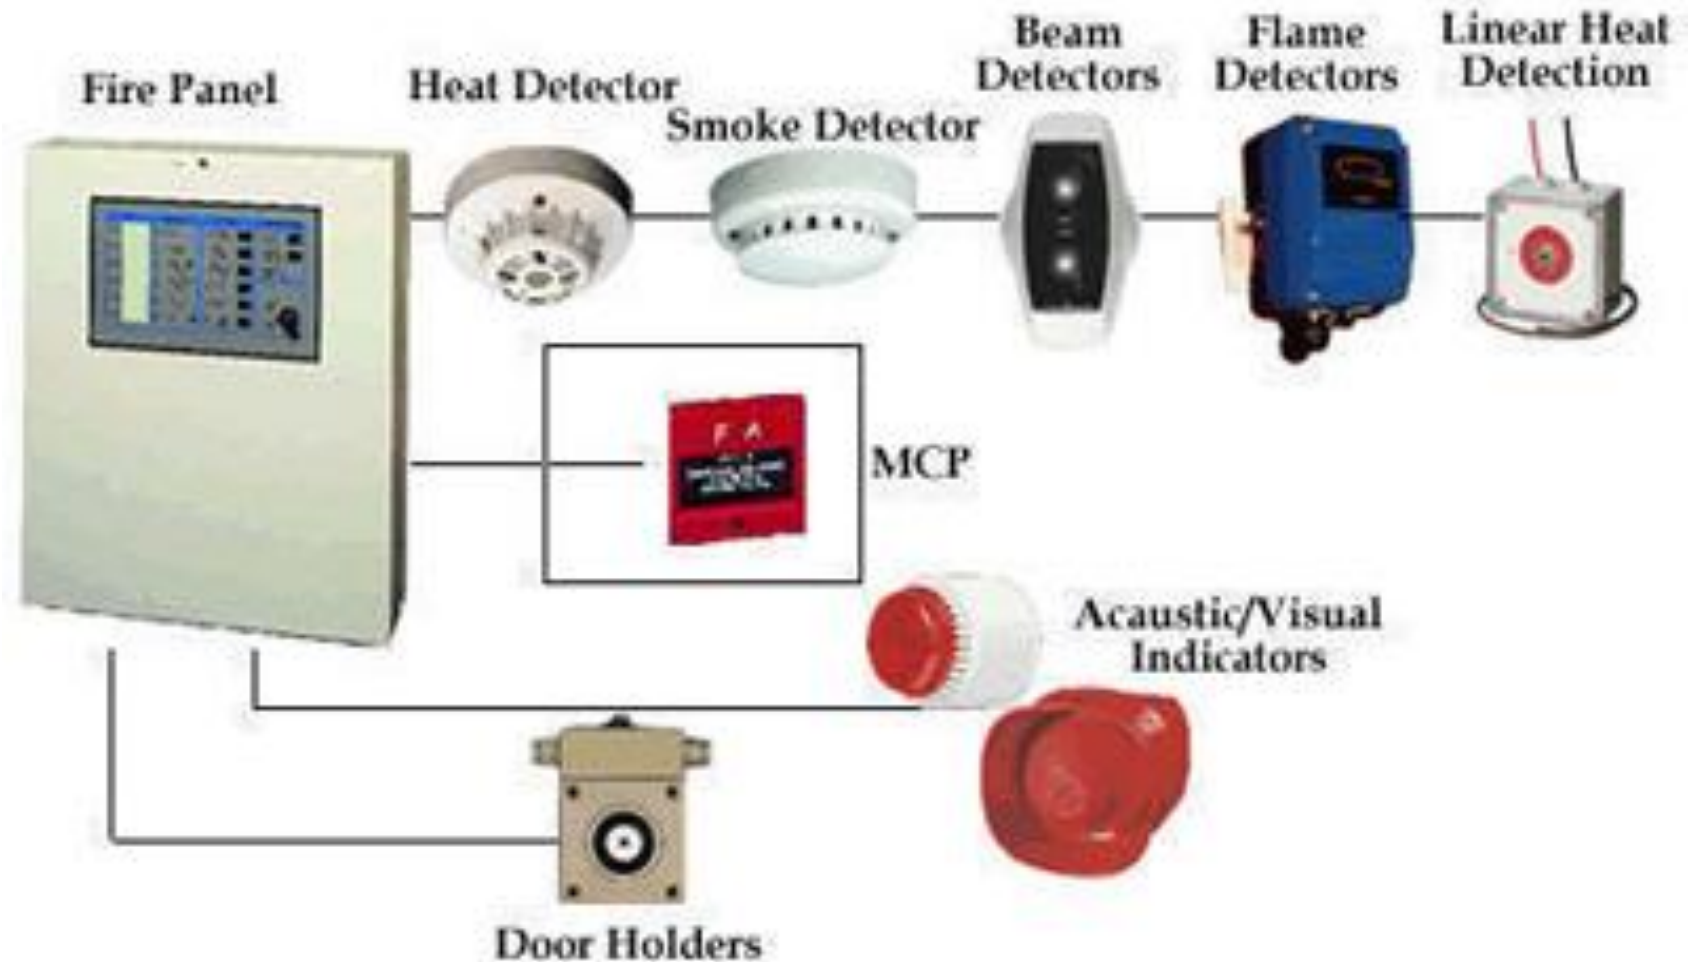 Fire Panel
Heat Detector
Smoke Detector
Beam
Detectors
Flame
Detectors
Linear Heat
Detection
F A
MCP
Acaustic/Visual
Indicators
Door Holders